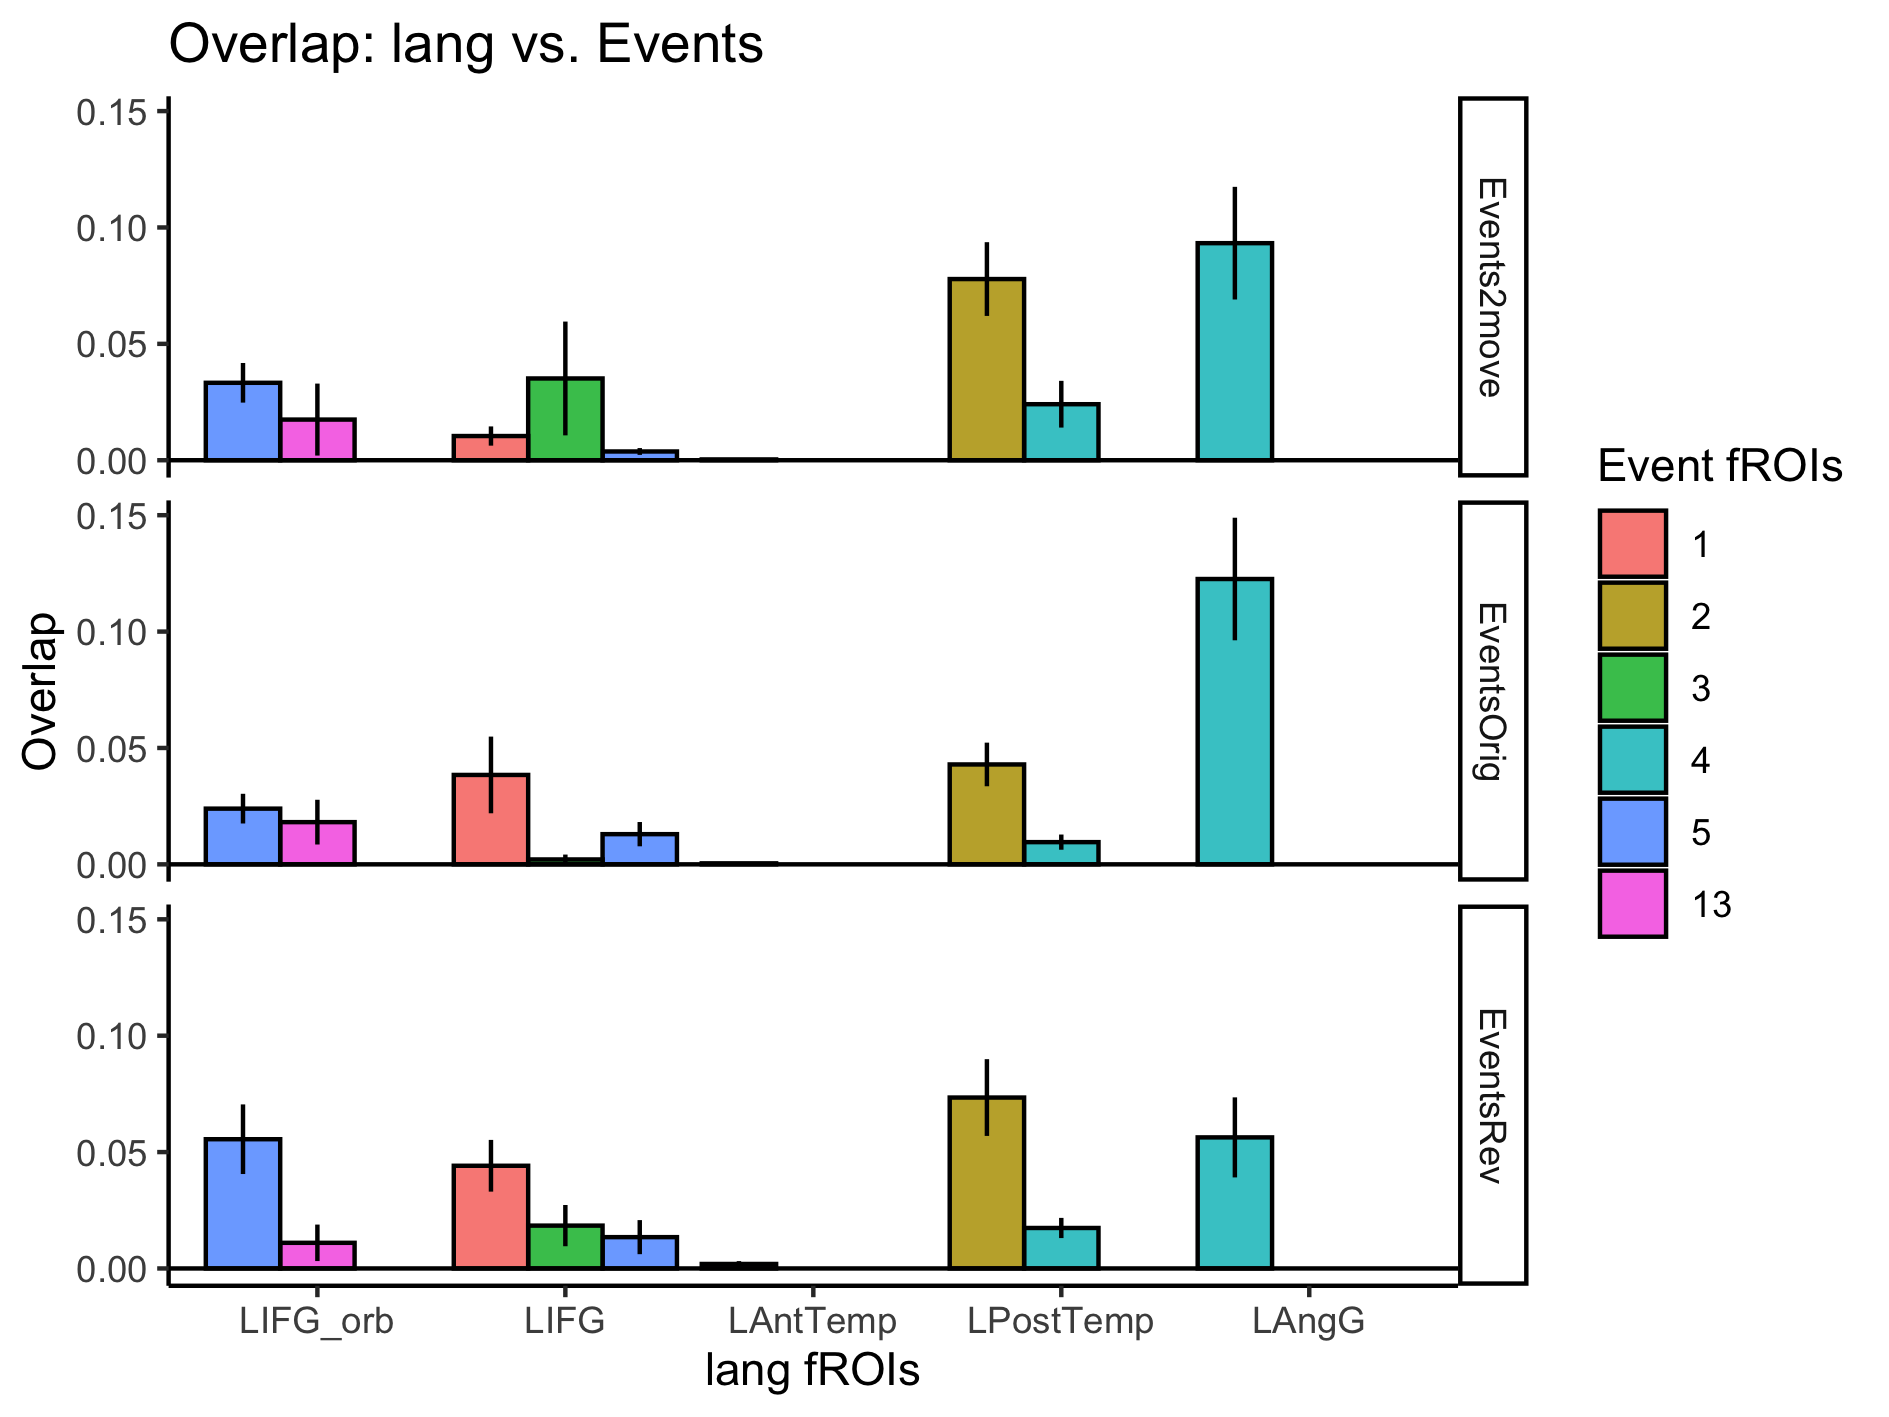 Overlap: lang vs. Events
0.15
0.10
0.05
0.00
Events2move
0.15
0.10
0.05
0.00
EventsOrig
0.15
0.10
0.05
0.00
EventsRev
Overlap
LIFG_orb LIFG LAntTemp LPostTemp LAngG
lang fROIs
Event fROIs
1
2
3
4
5
13